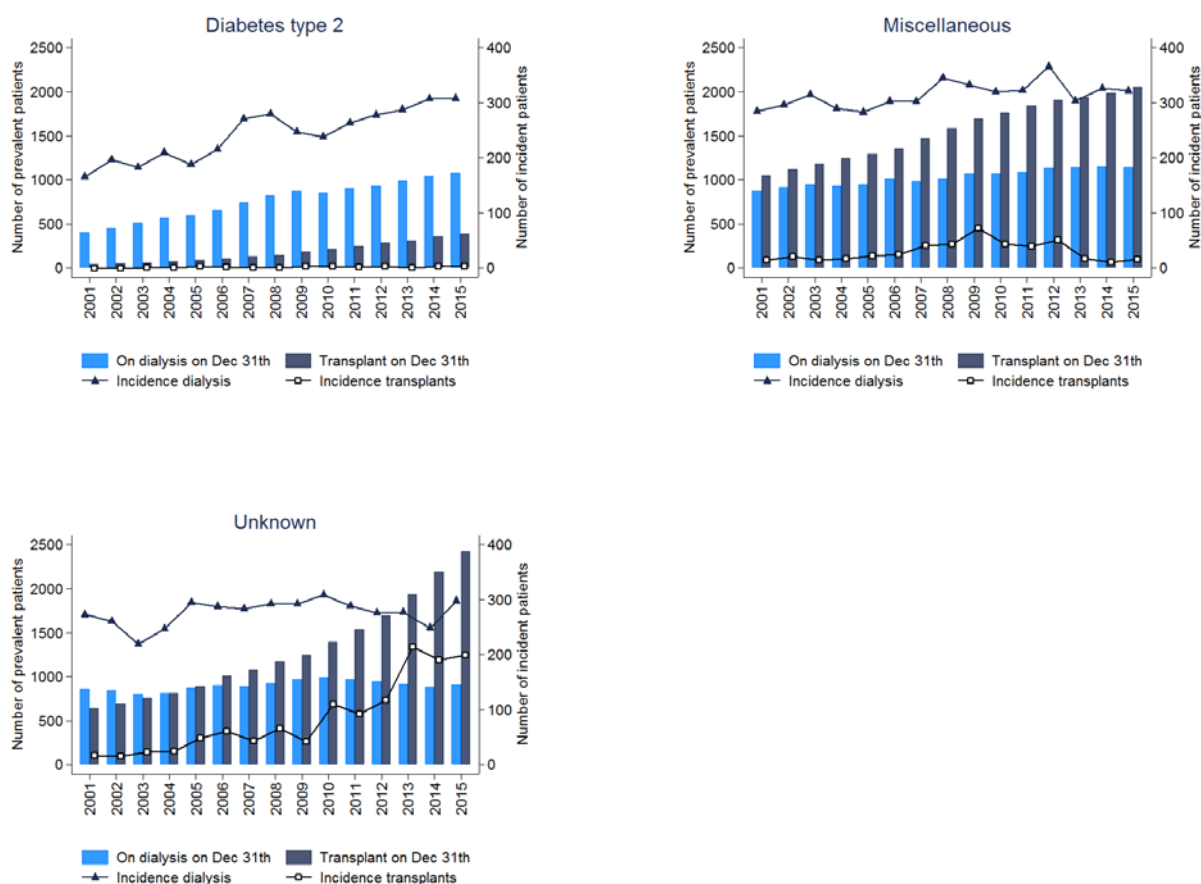 Diabetes type 2
Number of prevalent patients
2500
2000
1500
1000
500
0
400
300
200
100
0
Number of incident patients
2001 2002 2003 2004 2005 2006 2007 2008 2009 2010 2011 2012 2013 2014 2015
On dialysis on Dec 31th Transplant on Dec 31th
Incidence dialysis Incidence transplants
Miscellaneous
Number of prevalent patients
2500
2000
1500
1000
500
0
400
300
200
100
0
Number of incident patients
2001 2002 2003 2004 2005 2006 2007 2008 2009 2010 2011 2012 2013 2014 2015
On dialysis on Dec 31th Transplant on Dec 31th
Incidence dialysis Incidence transplants
Unknown
Number of prevalent patients
2500
2000
1500
1000
500
0
400
300
200
100
0
Number of incident patients
2001 2002 2003 2004 2005 2006 2007 2008 2009 2010 2011 2012 2013 2014 2015
On dialysis on Dec 31th Transplant on Dec 31th
Incidence dialysis Incidence transplants